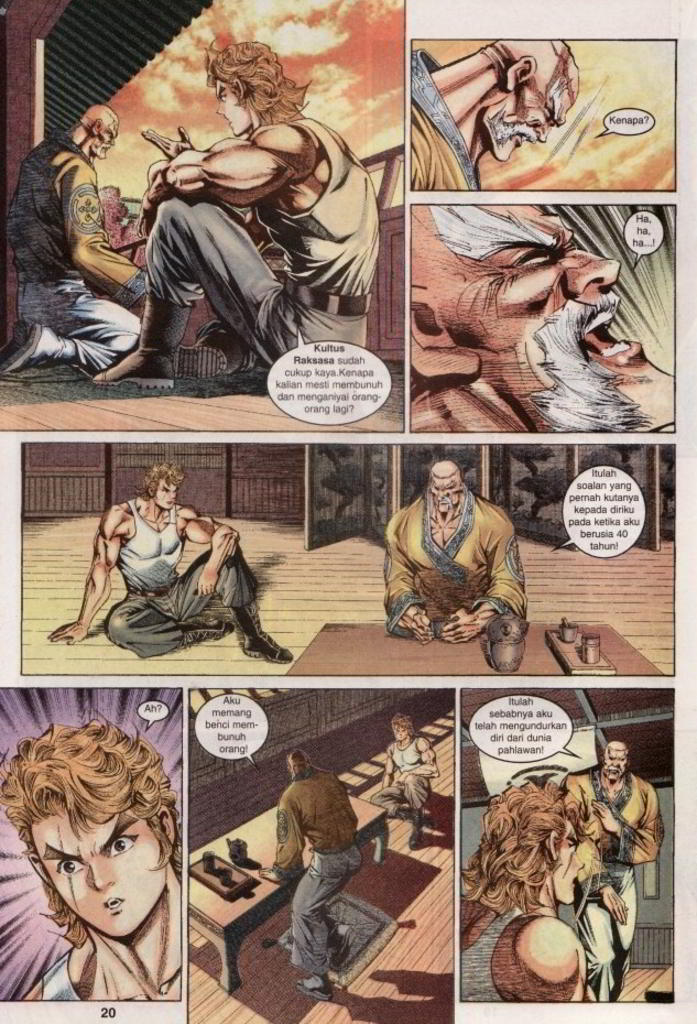 Kultus
Raksasa sudah
cukup kaya.Kenapa
kalian mesti membunuh
dan menganiyai orang-
orang lagi?
Kenapa?
Ha,
ha,
ha...!
Itulah
soalan yang
pernah kutanya
kepada diriku
pada ketika aku
berusia 40
tahun!
Ah?
Aku
memang
benci mem-
bunuh
orang!
Itulah
sebabnya aku
telah mengundurkan
diri dari dunia
pahlawan!
20